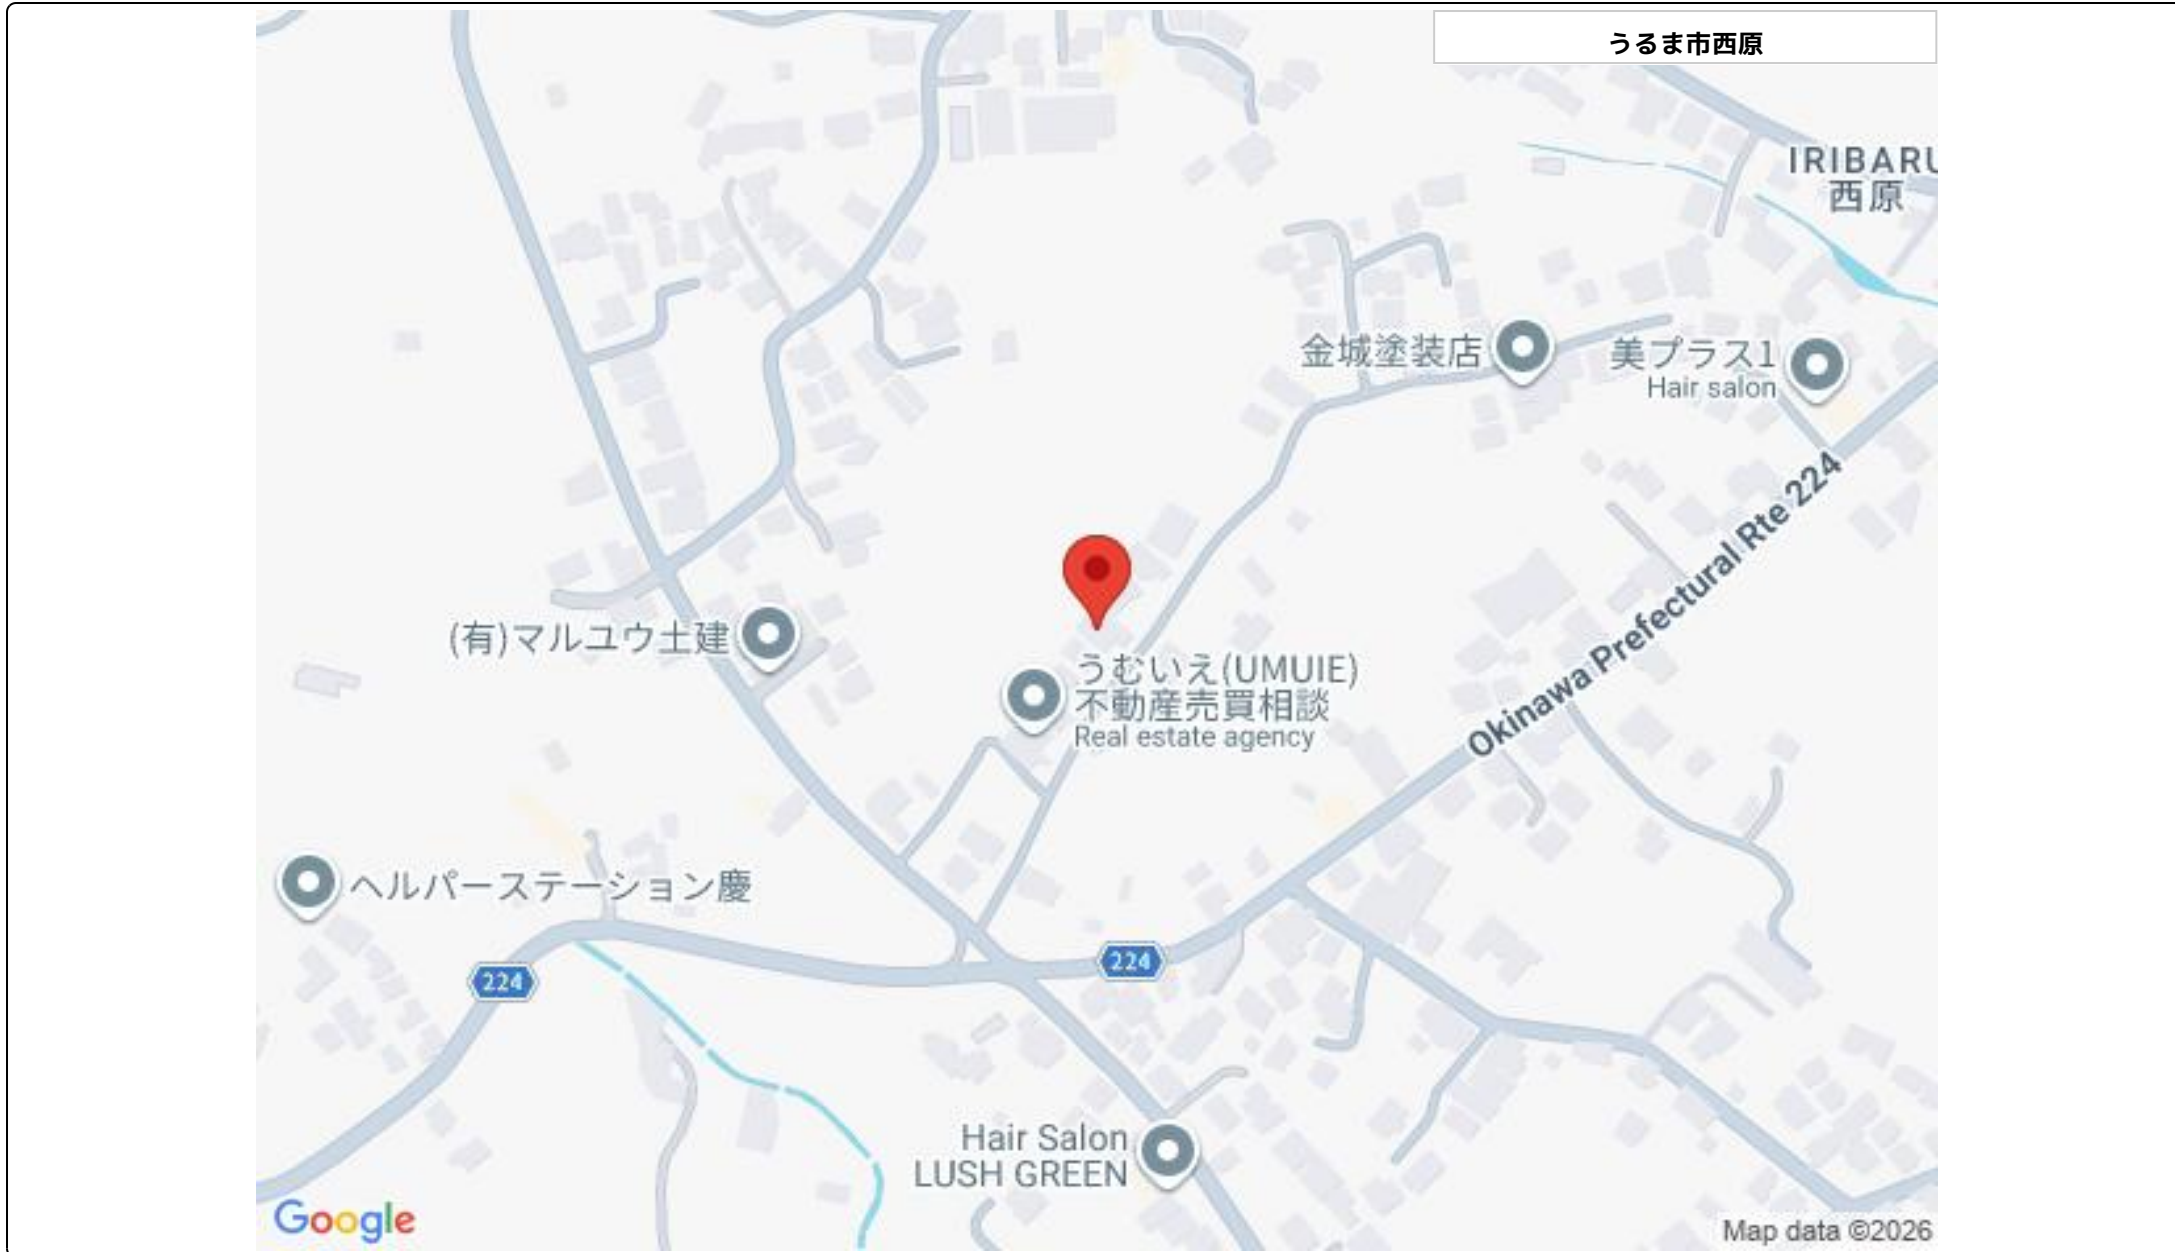 うるま市西原
IRIBARU
西原
金城塗装店
美プラス1
Hair salon
Okinawa Prefectural Rte 224
(有)マルユウ土建
うむいえ(UMUIE)
不動産売買相談
Real estate agency
ヘルパーステーション慶
224
224
Hair Salon
LUSH GREEN
Google
Map data ©2026